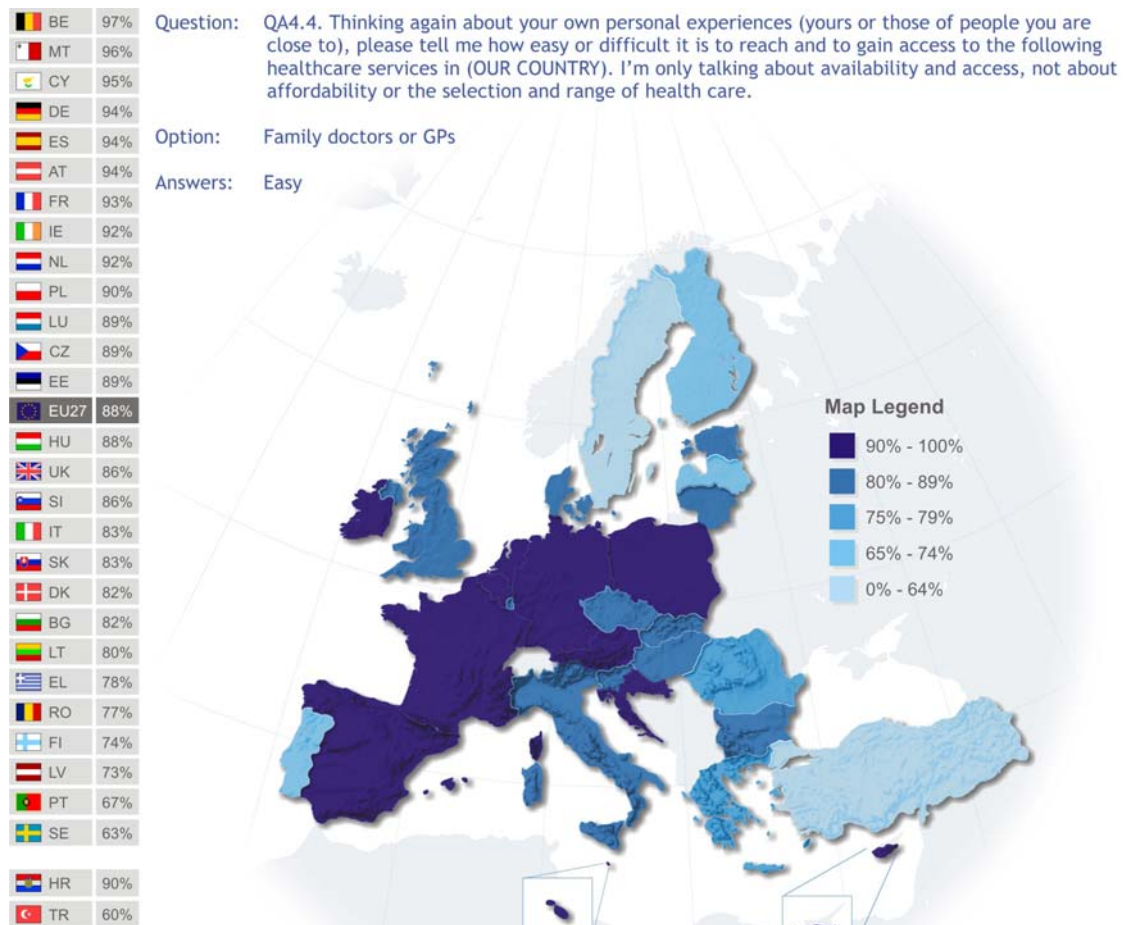 BE 97%
MT 96%
CY 95%
DE 94%
ES 94%
AT 94%
FR 93%
IE 92%
NL 92%
PL 90%
LU 89%
CZ 89%
EE 89%
EU27 88%
HU 88%
UK 86%
SI 86%
IT 83%
SK 83%
DK 82%
BG 82%
LT 80%
EL 78%
RO 77%
FI 74%
LV 73%
PT 67%
SE 63%
HR 90%
TR 60%
Question: QA4.4. Thinking again about your own personal experiences (yours or those of people you are
close to), please tell me how easy or difficult it is to reach and to gain access to the following
healthcare services in (OUR COUNTRY). I'm only talking about availability and access, not about
affordability or the selection and range of health care.
Option: Family doctors or GPs
Answers: Easy
Map Legend
90% - 100%
80% - 89%
75% - 79%
65% - 74%
0% - 64%